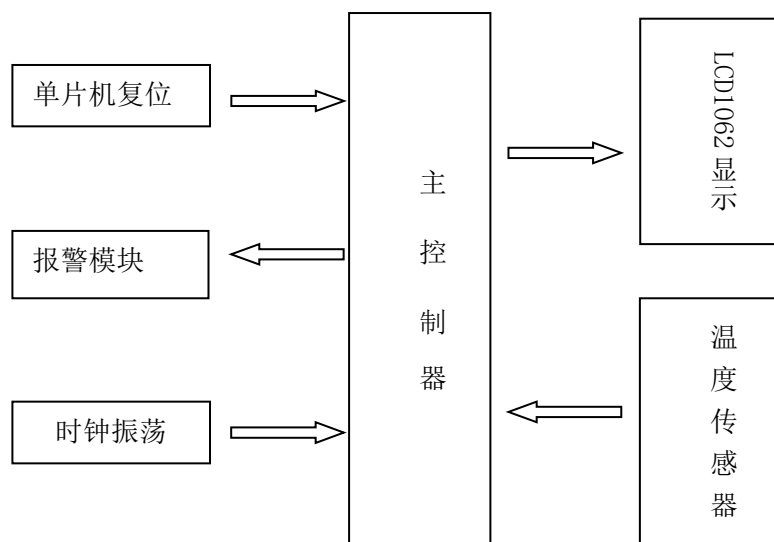 单片机复位
报警模块
时钟振荡
主控制器
LCD1062 显示
温度传感器